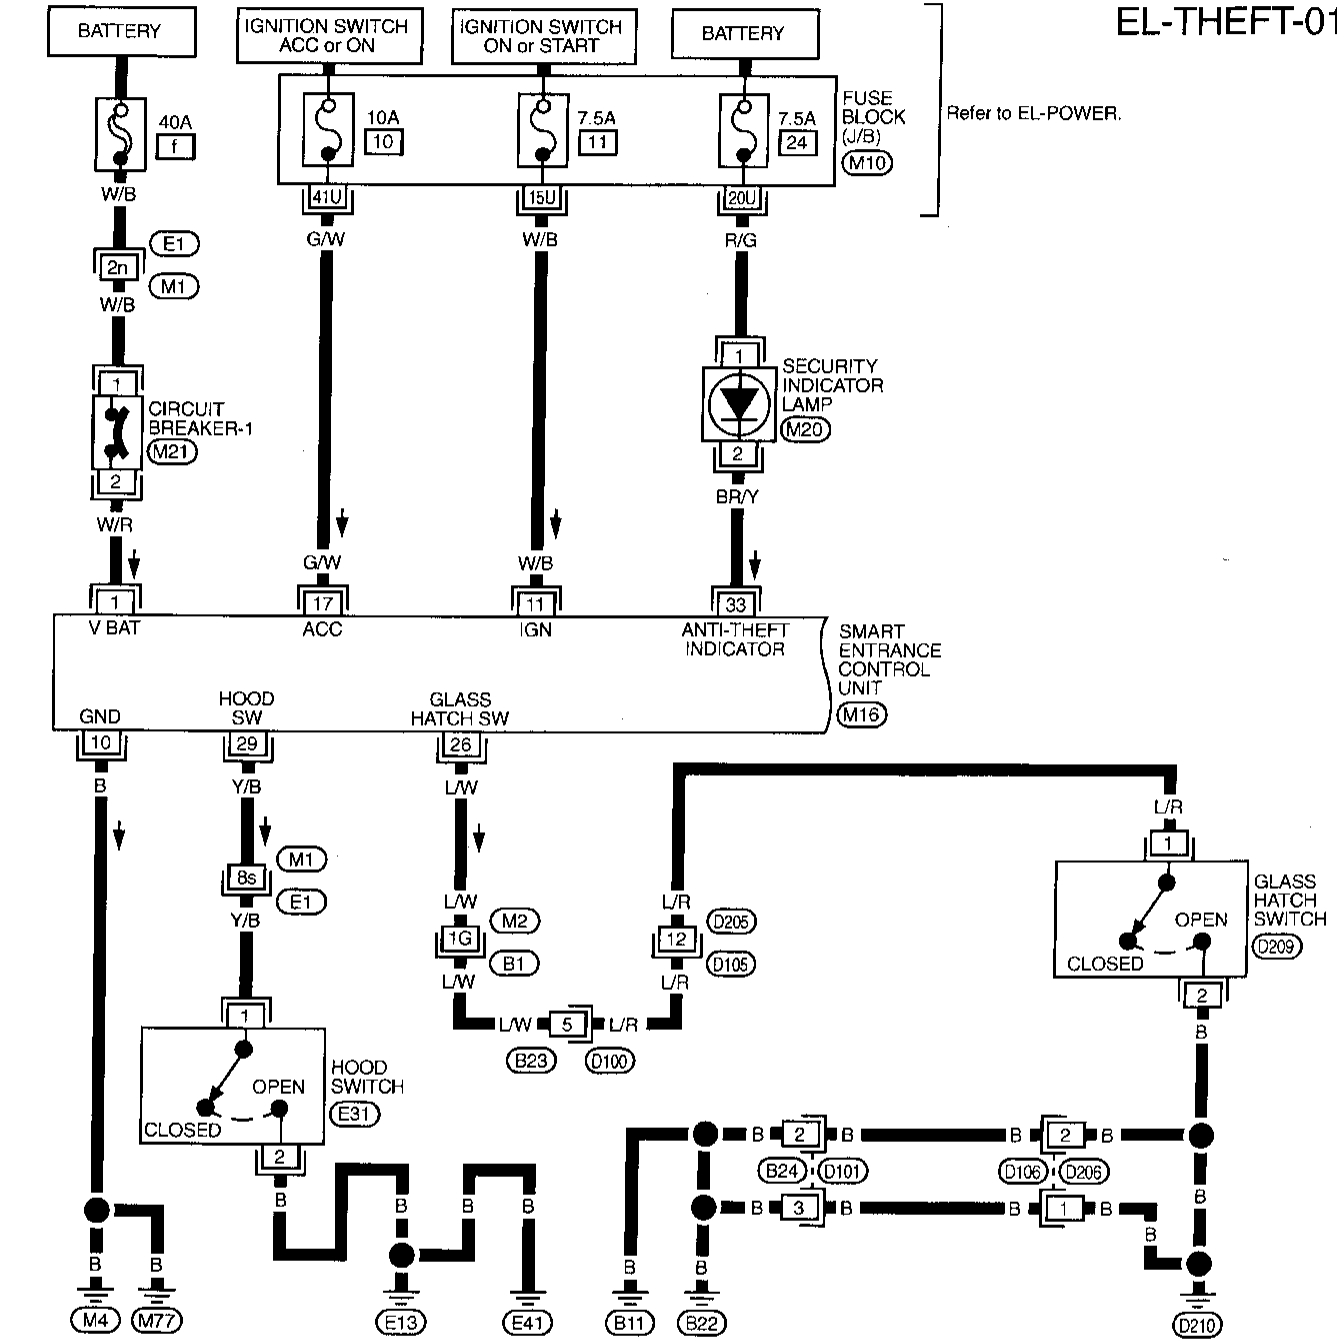 EL-THEFT-01
BATTERY
IGNITION SWITCH
ACC or ON
IGNITION SWITCH
ON or START
BATTERY
40A
f
10A
10
7.5A
11
7.5A
24
FUSE
BLOCK
(J/B)
M10
Refer to EL-POWER.
W/B
41U
15U
20U
G/W
W/B
R/G
E1
2n
M1
W/B
1
CIRCUIT
BREAKER-1
M21
2
W/R
1
SECURITY
INDICATOR
LAMP
M20
2
BR/Y
G/W
W/B
1
17
11
33
V BAT
ACC
IGN
ANTI-THEFT
INDICATOR
SMART
ENTRANCE
CONTROL
UNIT
M16
GND
HOOD
SW
GLASS
HATCH SW
10
29
26
B
Y/B
L/W
L/R
1
M1
8s
E1
Y/B
L/W
M2
1G
B1
L/W
L/R
D205
12
D105
L/R
GLASS
HATCH
SWITCH
D209
OPEN
CLOSED
2
B
L/W
5
L/R
B23
D100
1
HOOD
SWITCH
E31
OPEN
CLOSED
2
B
B
B
B
B
2
B
B
2
B
B24
D101
D106
D206
B
3
B
B
1
B
B
B
B
B
B
B
M4
M77
E13
E41
B11
B22
D210